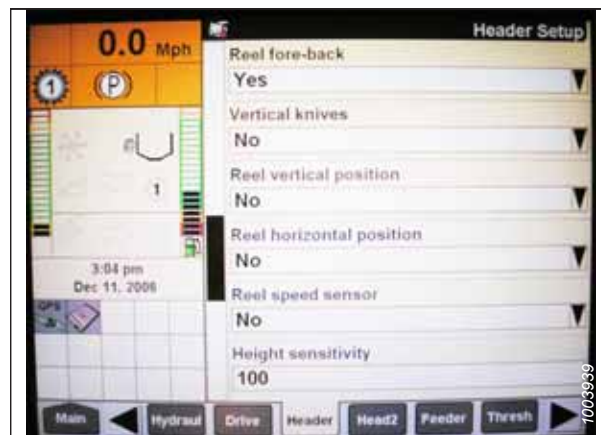 0.0 Mph
1
(P)
1
3:04 pm
Dec 11, 2006
GPS
Header Setup
Reel fore-back
Yes
Vertical knives
No
Reel vertical position
No
Reel horizontal position
No
Reel speed sensor
No
Height sensitivity
100
Main
Hydraul
Drive
Header
Head2
Feeder
Thresh
1003939